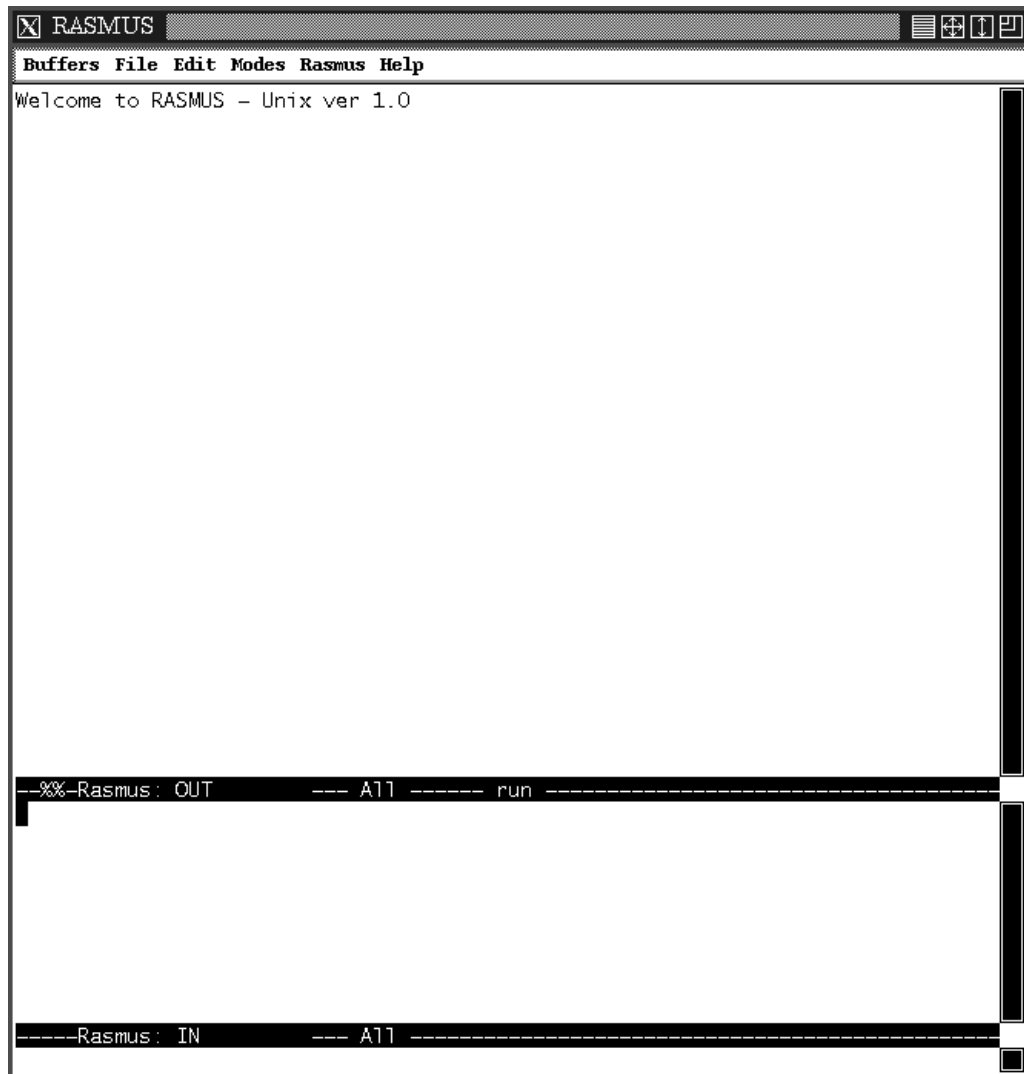 X RASMUS
Buffers File Edit Modes Rasmus Help
Welcome to RASMUS – Unix ver 1.0
--%%-Rasmus: OUT --- All ------ run --------------------------------------
-----Rasmus: IN --- All -------------------------------------------------